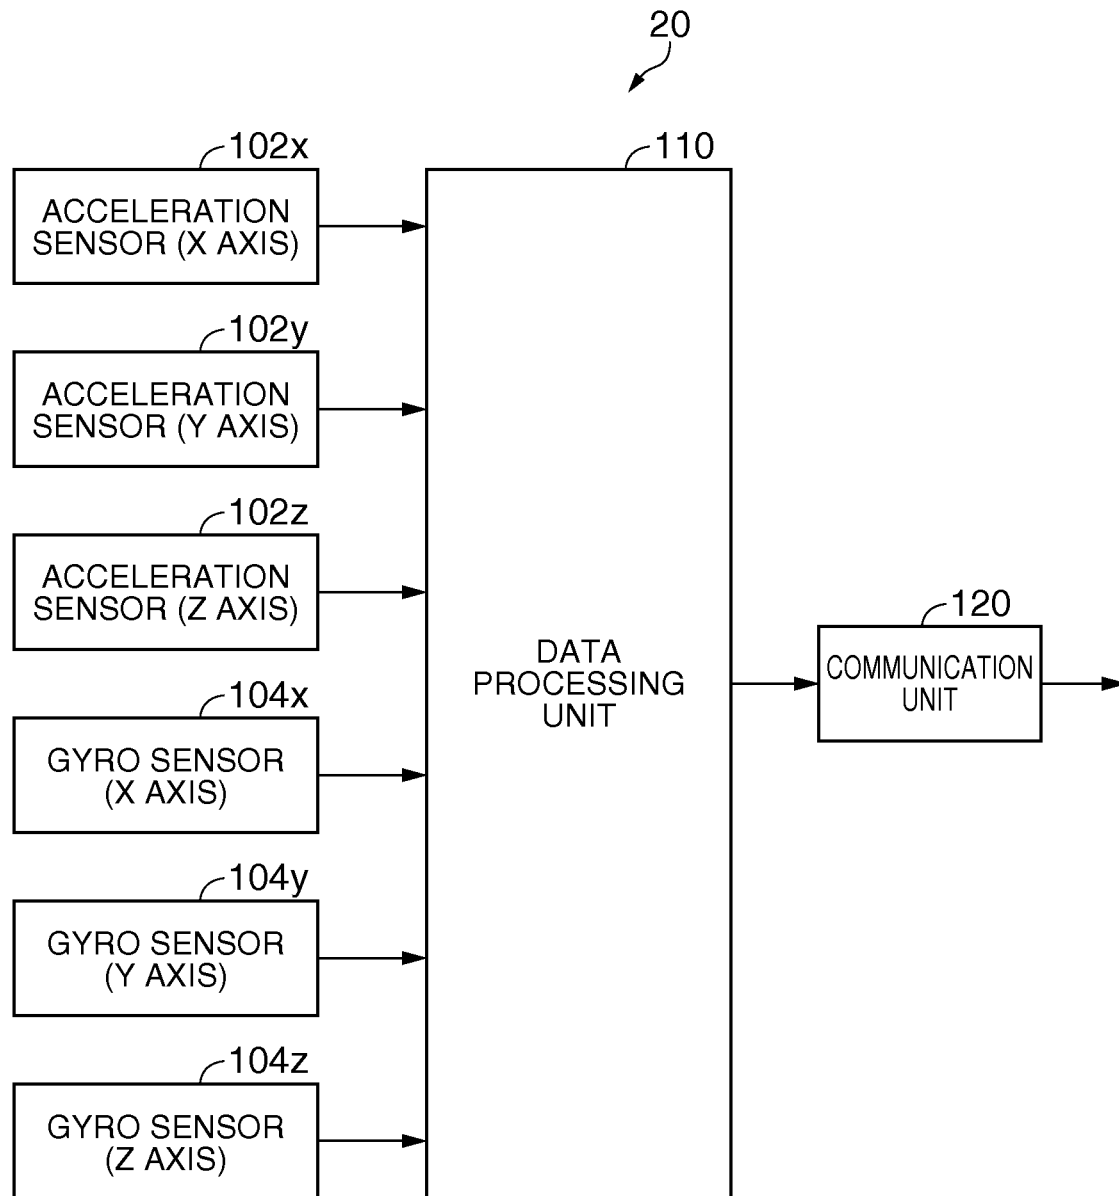 20
102x
ACCELERATION
SENSOR (X AXIS)
110
102y
ACCELERATION
SENSOR (Y AXIS)
102z
ACCELERATION
SENSOR (Z AXIS)
DATA
PROCESSING
UNIT
120
COMMUNICATION
UNIT
104x
GYRO SENSOR
(X AXIS)
104y
GYRO SENSOR
(Y AXIS)
104z
GYRO SENSOR
(Z AXIS)